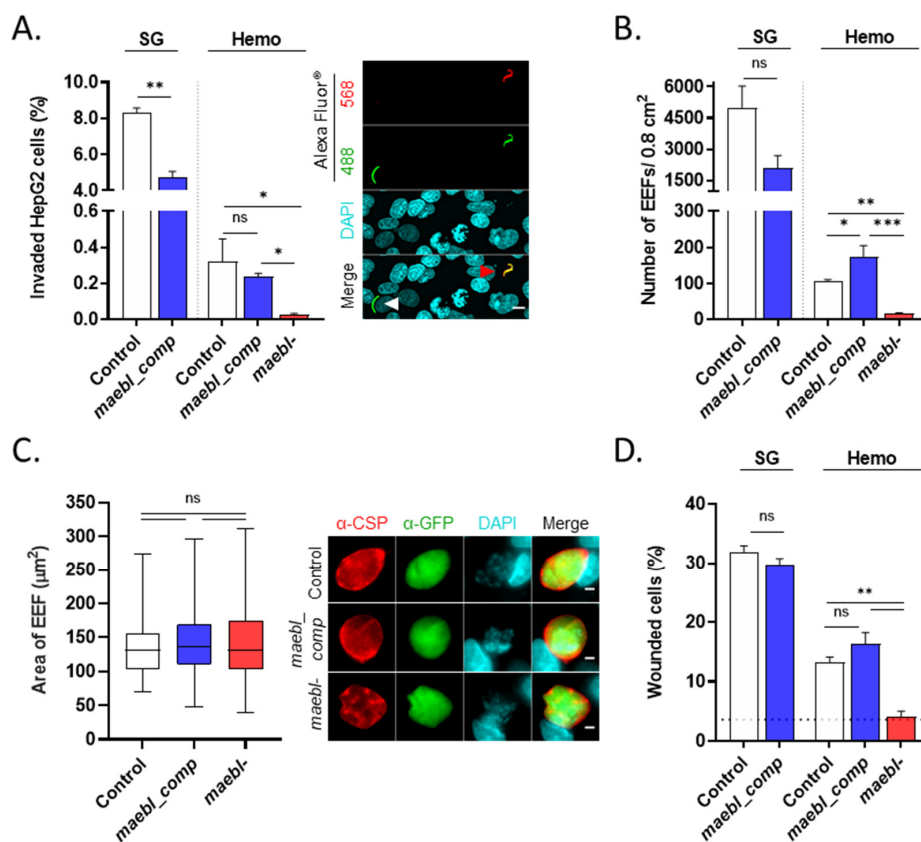 A.
SG
Hemo
Invaded HepG2 cells (%)
8.0
6.0
4.0
0.6
0.4
0.2
0.0
**
*
ns
*
Control
maebl_comp
Control
maebl_comp
maebl-
Alexa Fluor®
568
488
DAPI
Merge
B.
SG
Hemo
Number of EEFs/ 0.8 cm²
6000
4500
3000
1500
100
50
0
ns
**
*
***
Control
maebl_comp
Control
maebl_comp
maebl-
C.
Area of EEF (µm²)
350
300
250
200
150
100
50
0
ns
Control
maebl_comp
maebl-
α-CSP
α-GFP
DAPI
Merge
Control
maebl_
comp
maebl-
D.
SG
Hemo
Wounded cells (%)
40
30
20
10
0
ns
**
ns
Control
maebl_comp
Control
maebl_comp
maebl-